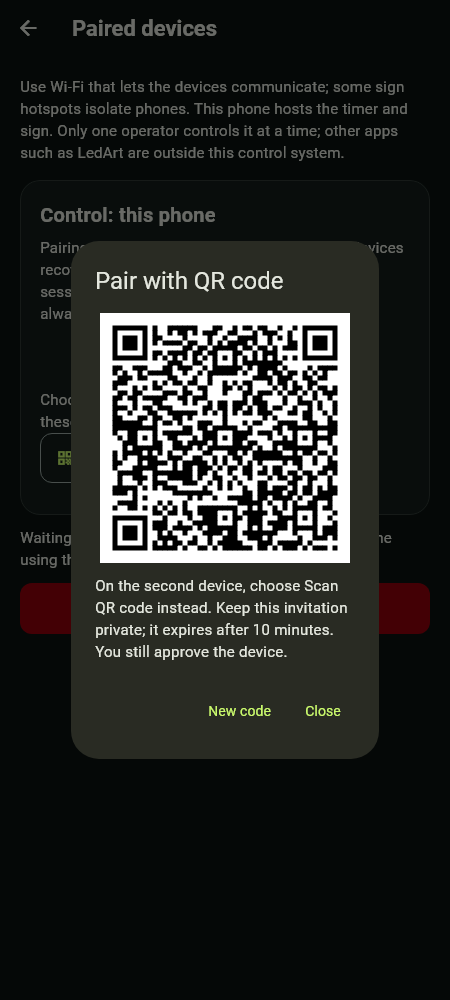 Paired devices
Use Wi-Fi that lets the devices communicate; some sign
hotspots isolate phones. This phone hosts the timer and
sign. Only one operator controls it at a time; other apps
such as LedArt are outside this control system.
Control: this phone
Pair with QR code
On the second device, choose Scan
QR code instead. Keep this invitation
private; it expires after 10 minutes.
You still approve the device.
New code
Close